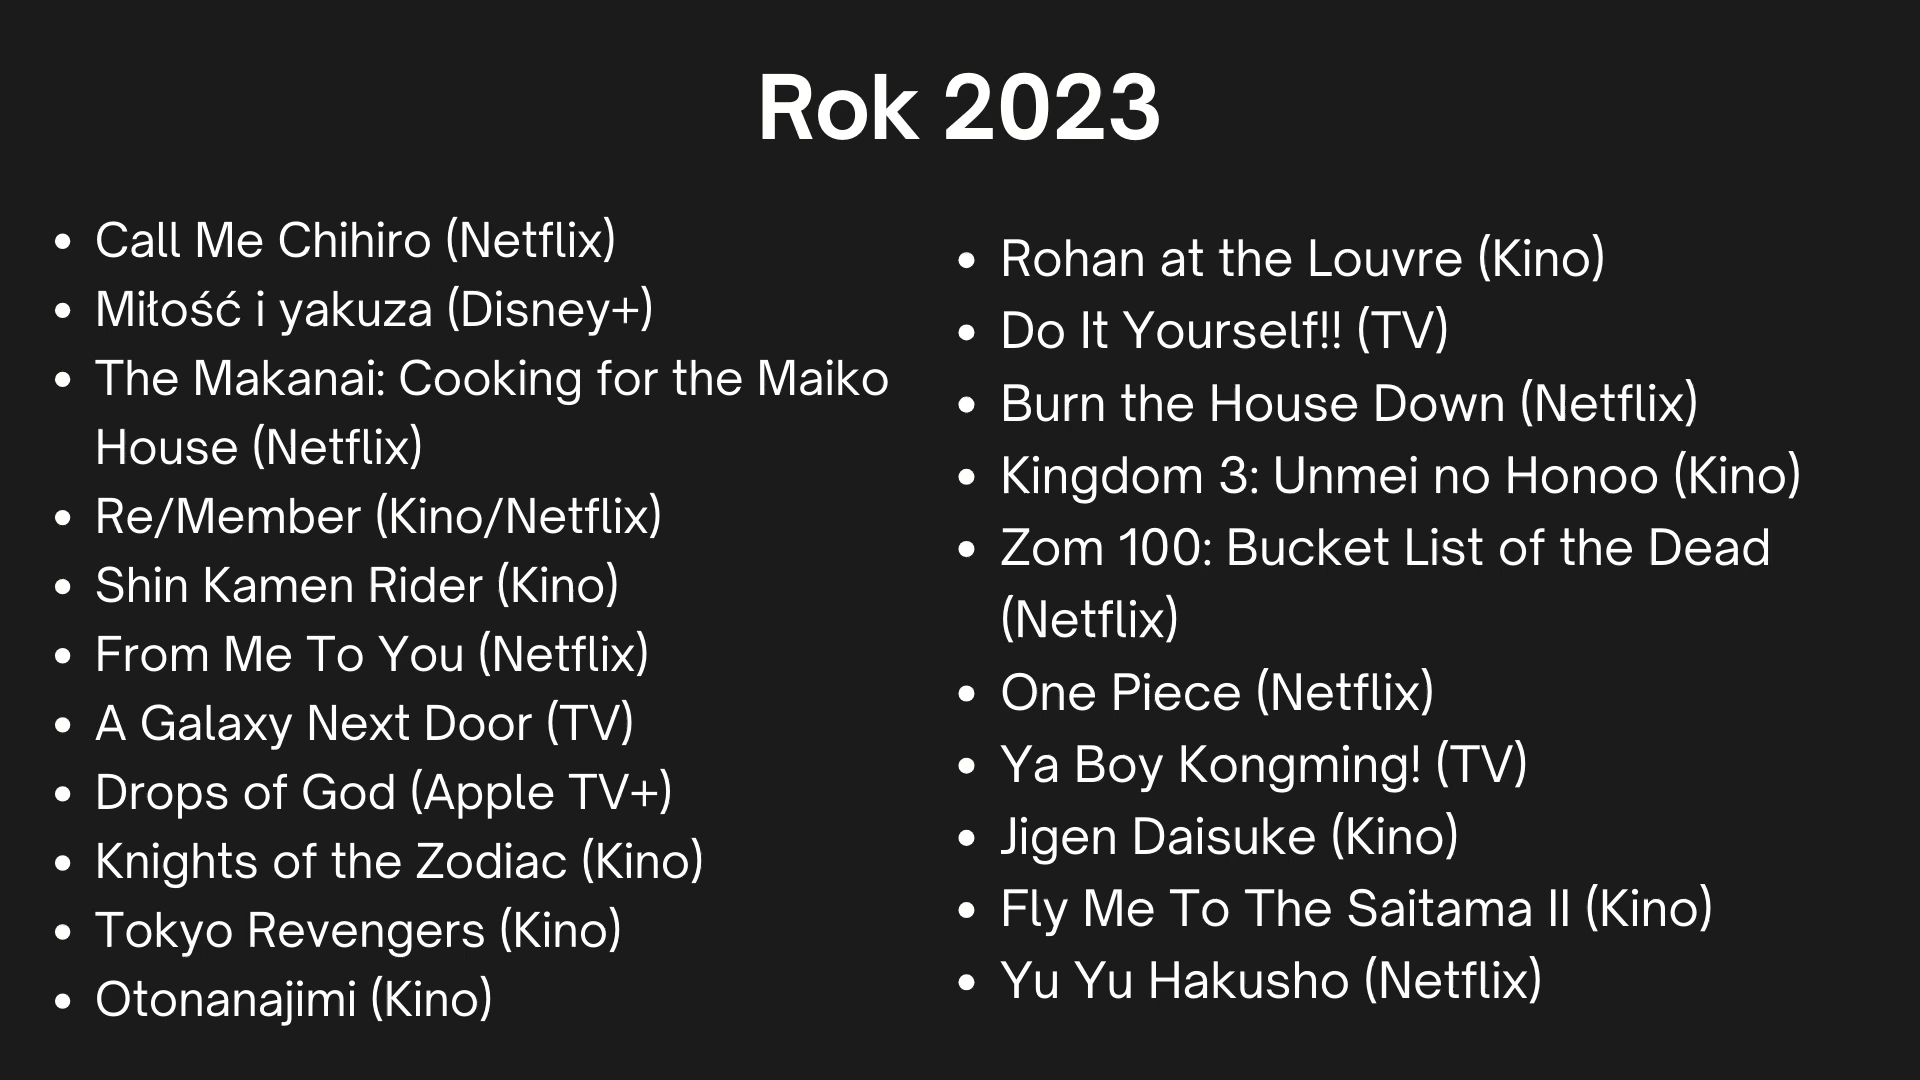 Rok 2023
• Call Me Chihiro (Netflix)
• Miłość i yakuza (Disney+)
• The Makanai: Cooking for the Maiko
House (Netflix)
• Re/Member (Kino/Netflix)
• Shin Kamen Rider (Kino)
• From Me To You (Netflix)
• A Galaxy Next Door (TV)
• Drops of God (Apple TV+)
• Knights of the Zodiac (Kino)
• Tokyo Revengers (Kino)
• Otonanajimi (Kino)
• Rohan at the Louvre (Kino)
• Do It Yourself!! (TV)
• Burn the House Down (Netflix)
• Kingdom 3: Unmei no Honoo (Kino)
• Zom 100: Bucket List of the Dead
(Netflix)
• One Piece (Netflix)
• Ya Boy Kongming! (TV)
• Jigen Daisuke (Kino)
• Fly Me To The Saitama II (Kino)
• Yu Yu Hakusho (Netflix)